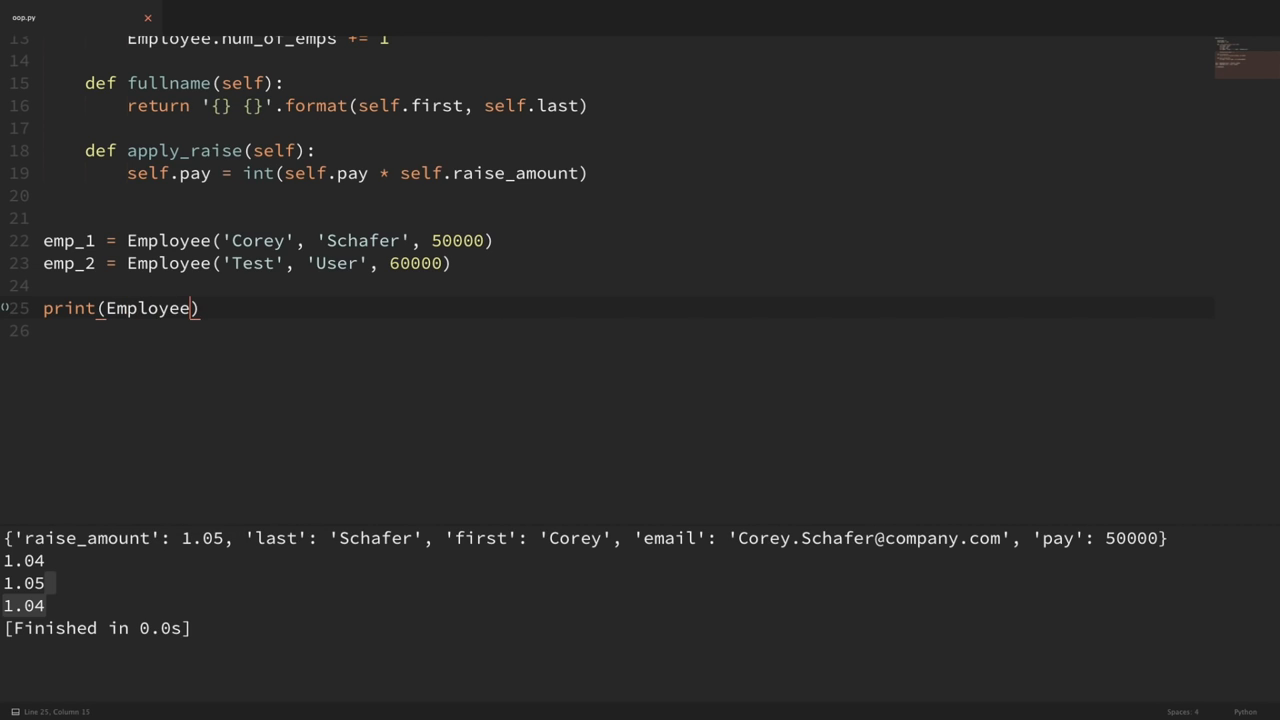 oop.py
13 Employee.num_of_emps += 1
14
15 def fullname(self):
16 return '{} {}'.format(self.first, self.last)
17
18 def apply_raise(self):
19 self.pay = int(self.pay * self.raise_amount)
20
21
22 emp_1 = Employee('Corey', 'Schafer', 50000)
23 emp_2 = Employee('Test', 'User', 60000)
24
25 print(Employee)
26
{'raise_amount': 1.05, 'last': 'Schafer', 'first': 'Corey', 'email': 'Corey.Schafer@company.com', 'pay': 50000}
1.04
1.05
1.04
[Finished in 0.0s]
Line 25, Column 15 Spaces: 4 Python